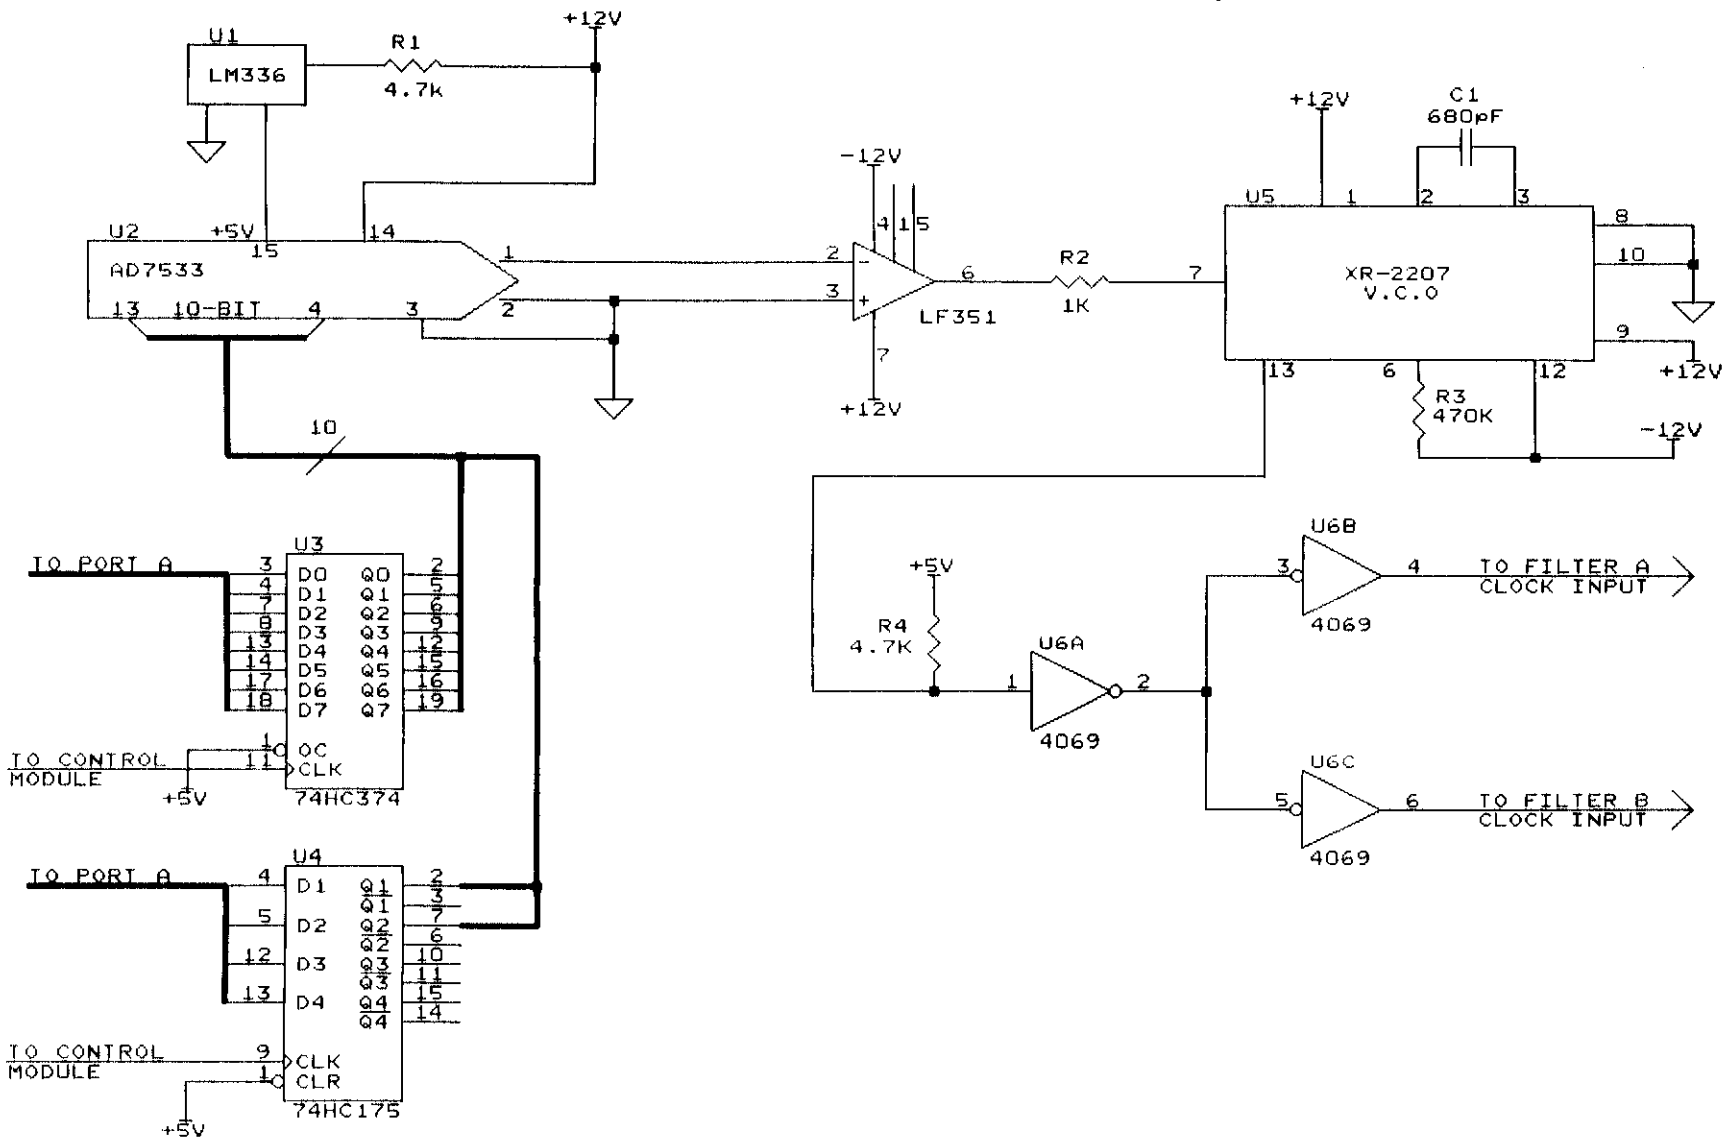 +12V
U1
LM336
R1
4.7K
+12V
C1
680pF
-12V
U5
1
2
3
4
1
5
8
U2
+5V
15
14
AD7533
1
2
6
R2
1K
7
XR-2207
V.C.O
10
13
10-BIT
4
3
2
3
LF351
9
7
+12V
13
6
12
+12V
R3
470K
-12V
10
U6B
3
4
TO FILTER A
CLOCK INPUT
4069
TO PORT A
U3
3 D0 Q0 2
4 D1 Q1 5
7 D2 Q2 6
8 D3 Q3 9
13 D4 Q4 12
14 D5 Q5 15
17 D6 Q6 16
18 D7 Q7 19
1 OC
11 CLK
TO CONTROL
MODULE
+5V
74HC374
+5V
R4
4.7K
U6A
1
2
4069
U6C
5
6
TO FILTER B
CLOCK INPUT
4069
TO PORT A
U4
4 D1 Q1 2
Q1 3
5 D2 Q2 7
Q2 6
12 D3 Q3 10
Q3 11
13 D4 Q4 15
Q4 14
TO CONTROL
MODULE
9 CLK
1 CLR
74HC175
+5V